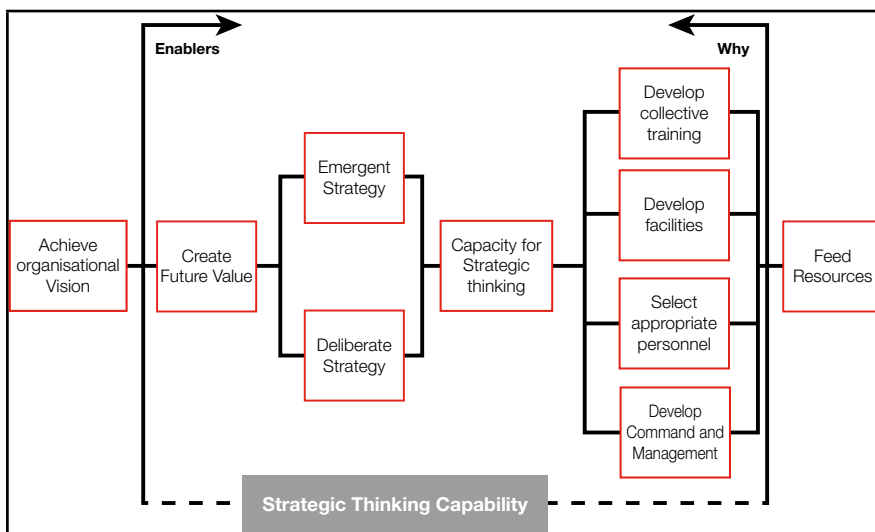 Enablers
Why
Achieve
organisational
Vision
Create
Future Value
Emergent
Strategy
Deliberate
Strategy
Capacity for
Strategic
thinking
Develop
collective
training
Develop
facilities
Select
appropriate
personnel
Develop
Command and
Management
Feed
Resources
Strategic Thinking Capability